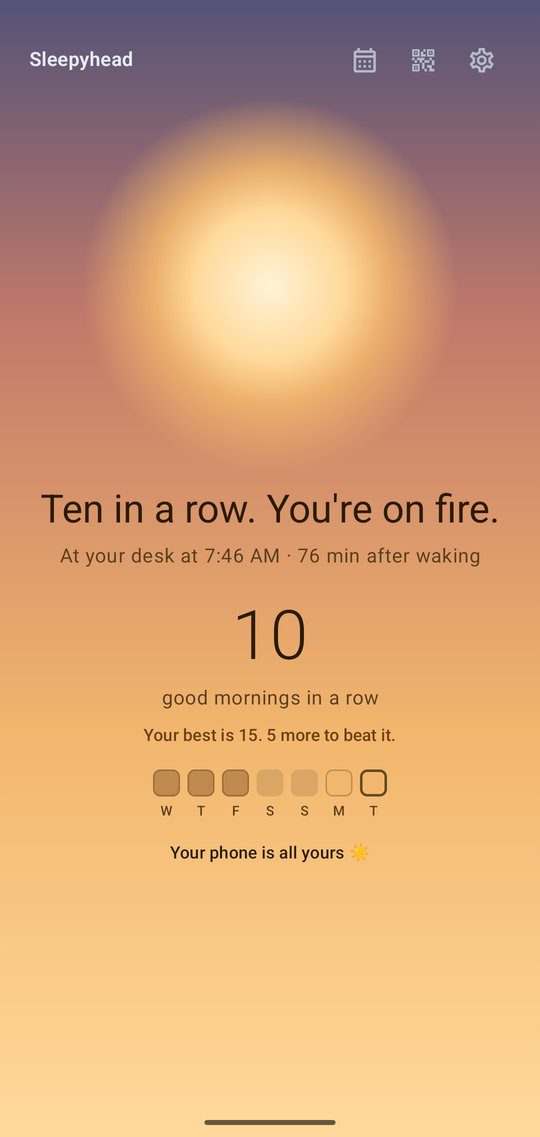 Sleepyhead
Ten in a row. You're on fire.
At your desk at 7:46 AM · 76 min after waking
10
good mornings in a row
Your best is 15. 5 more to beat it.
W T F S S M T
Your phone is all yours ☀️